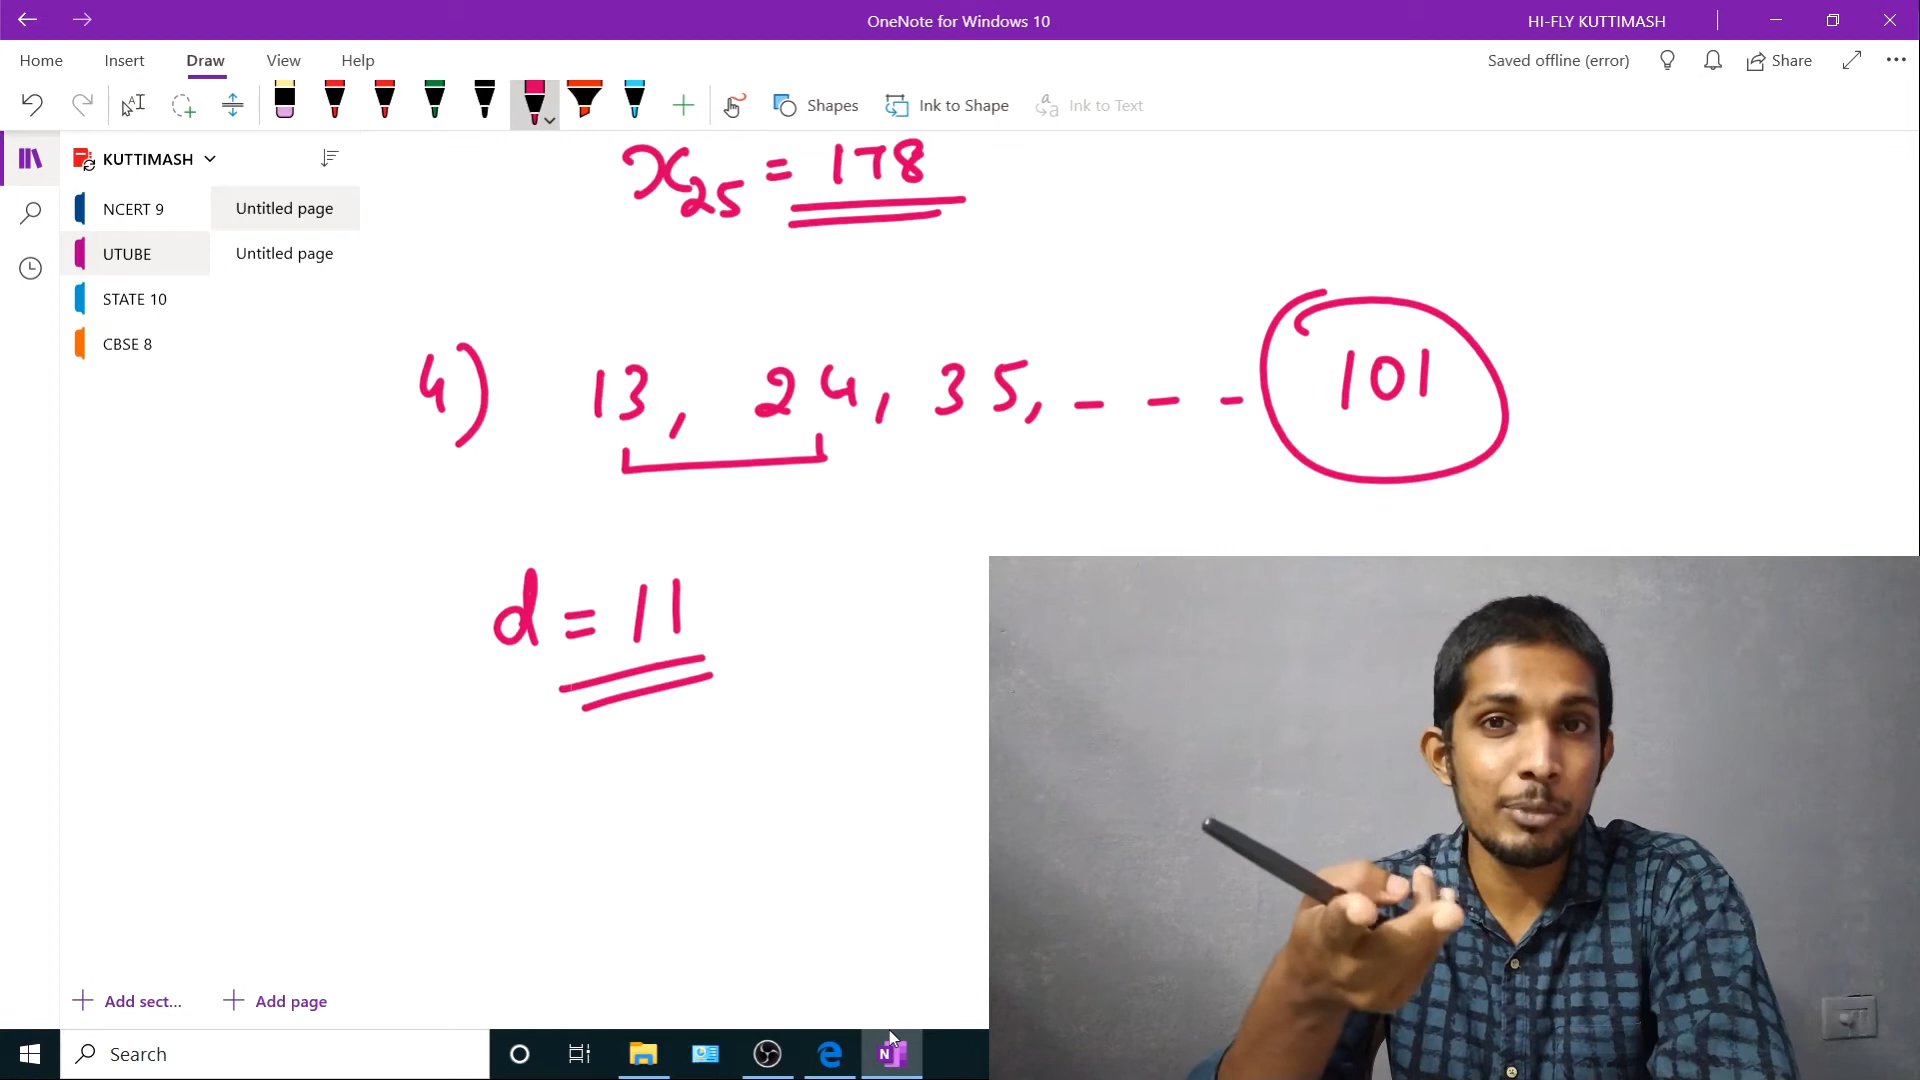 OneNote for Windows 10
HI-FLY KUTTIMASH
Home Insert Draw View Help
Saved offline (error)
Share
Shapes
Ink to Shape
Ink to Text
KUTTIMASH
NCERT 9
UTUBE
STATE 10
CBSE 8
Untitled page
Untitled page
x25 = 178
4) 13, 24, 35, - - - 101
d = 11
Add sect...
Add page
Search